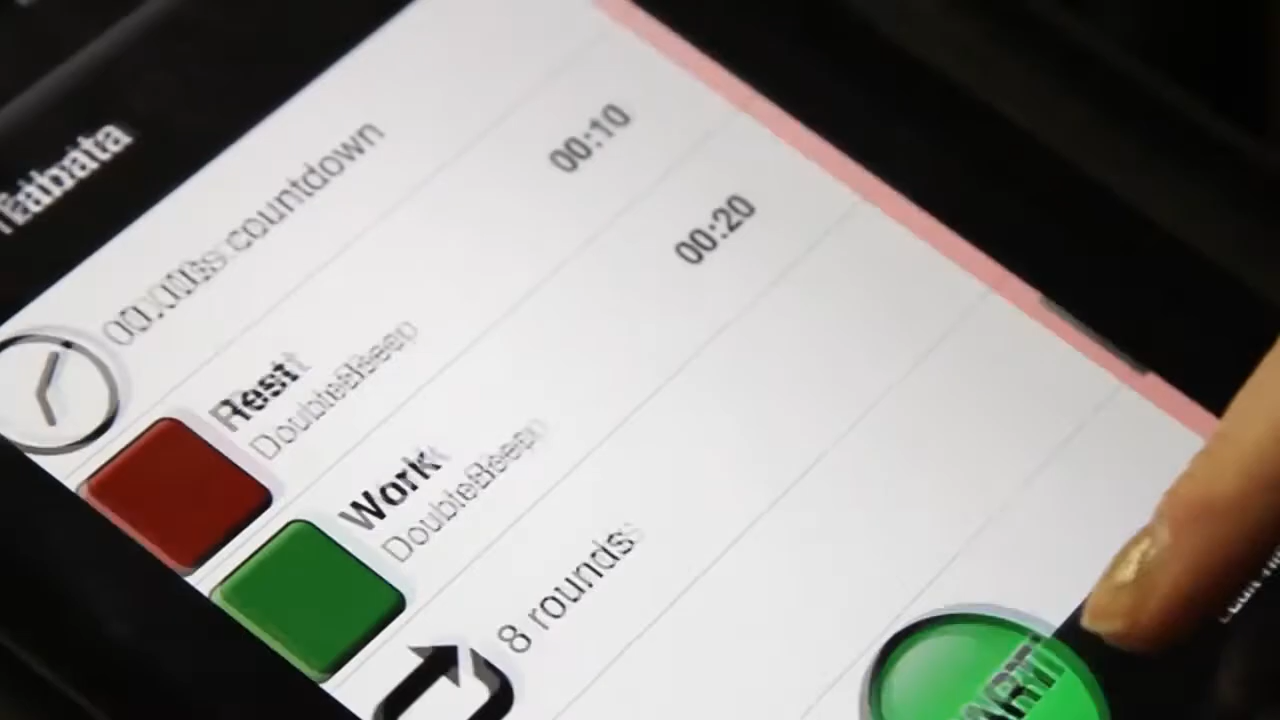 Tabata
countdown
Rest
00:10
DoubleBeep
Work
00:20
DoubleBeep
8 rounds